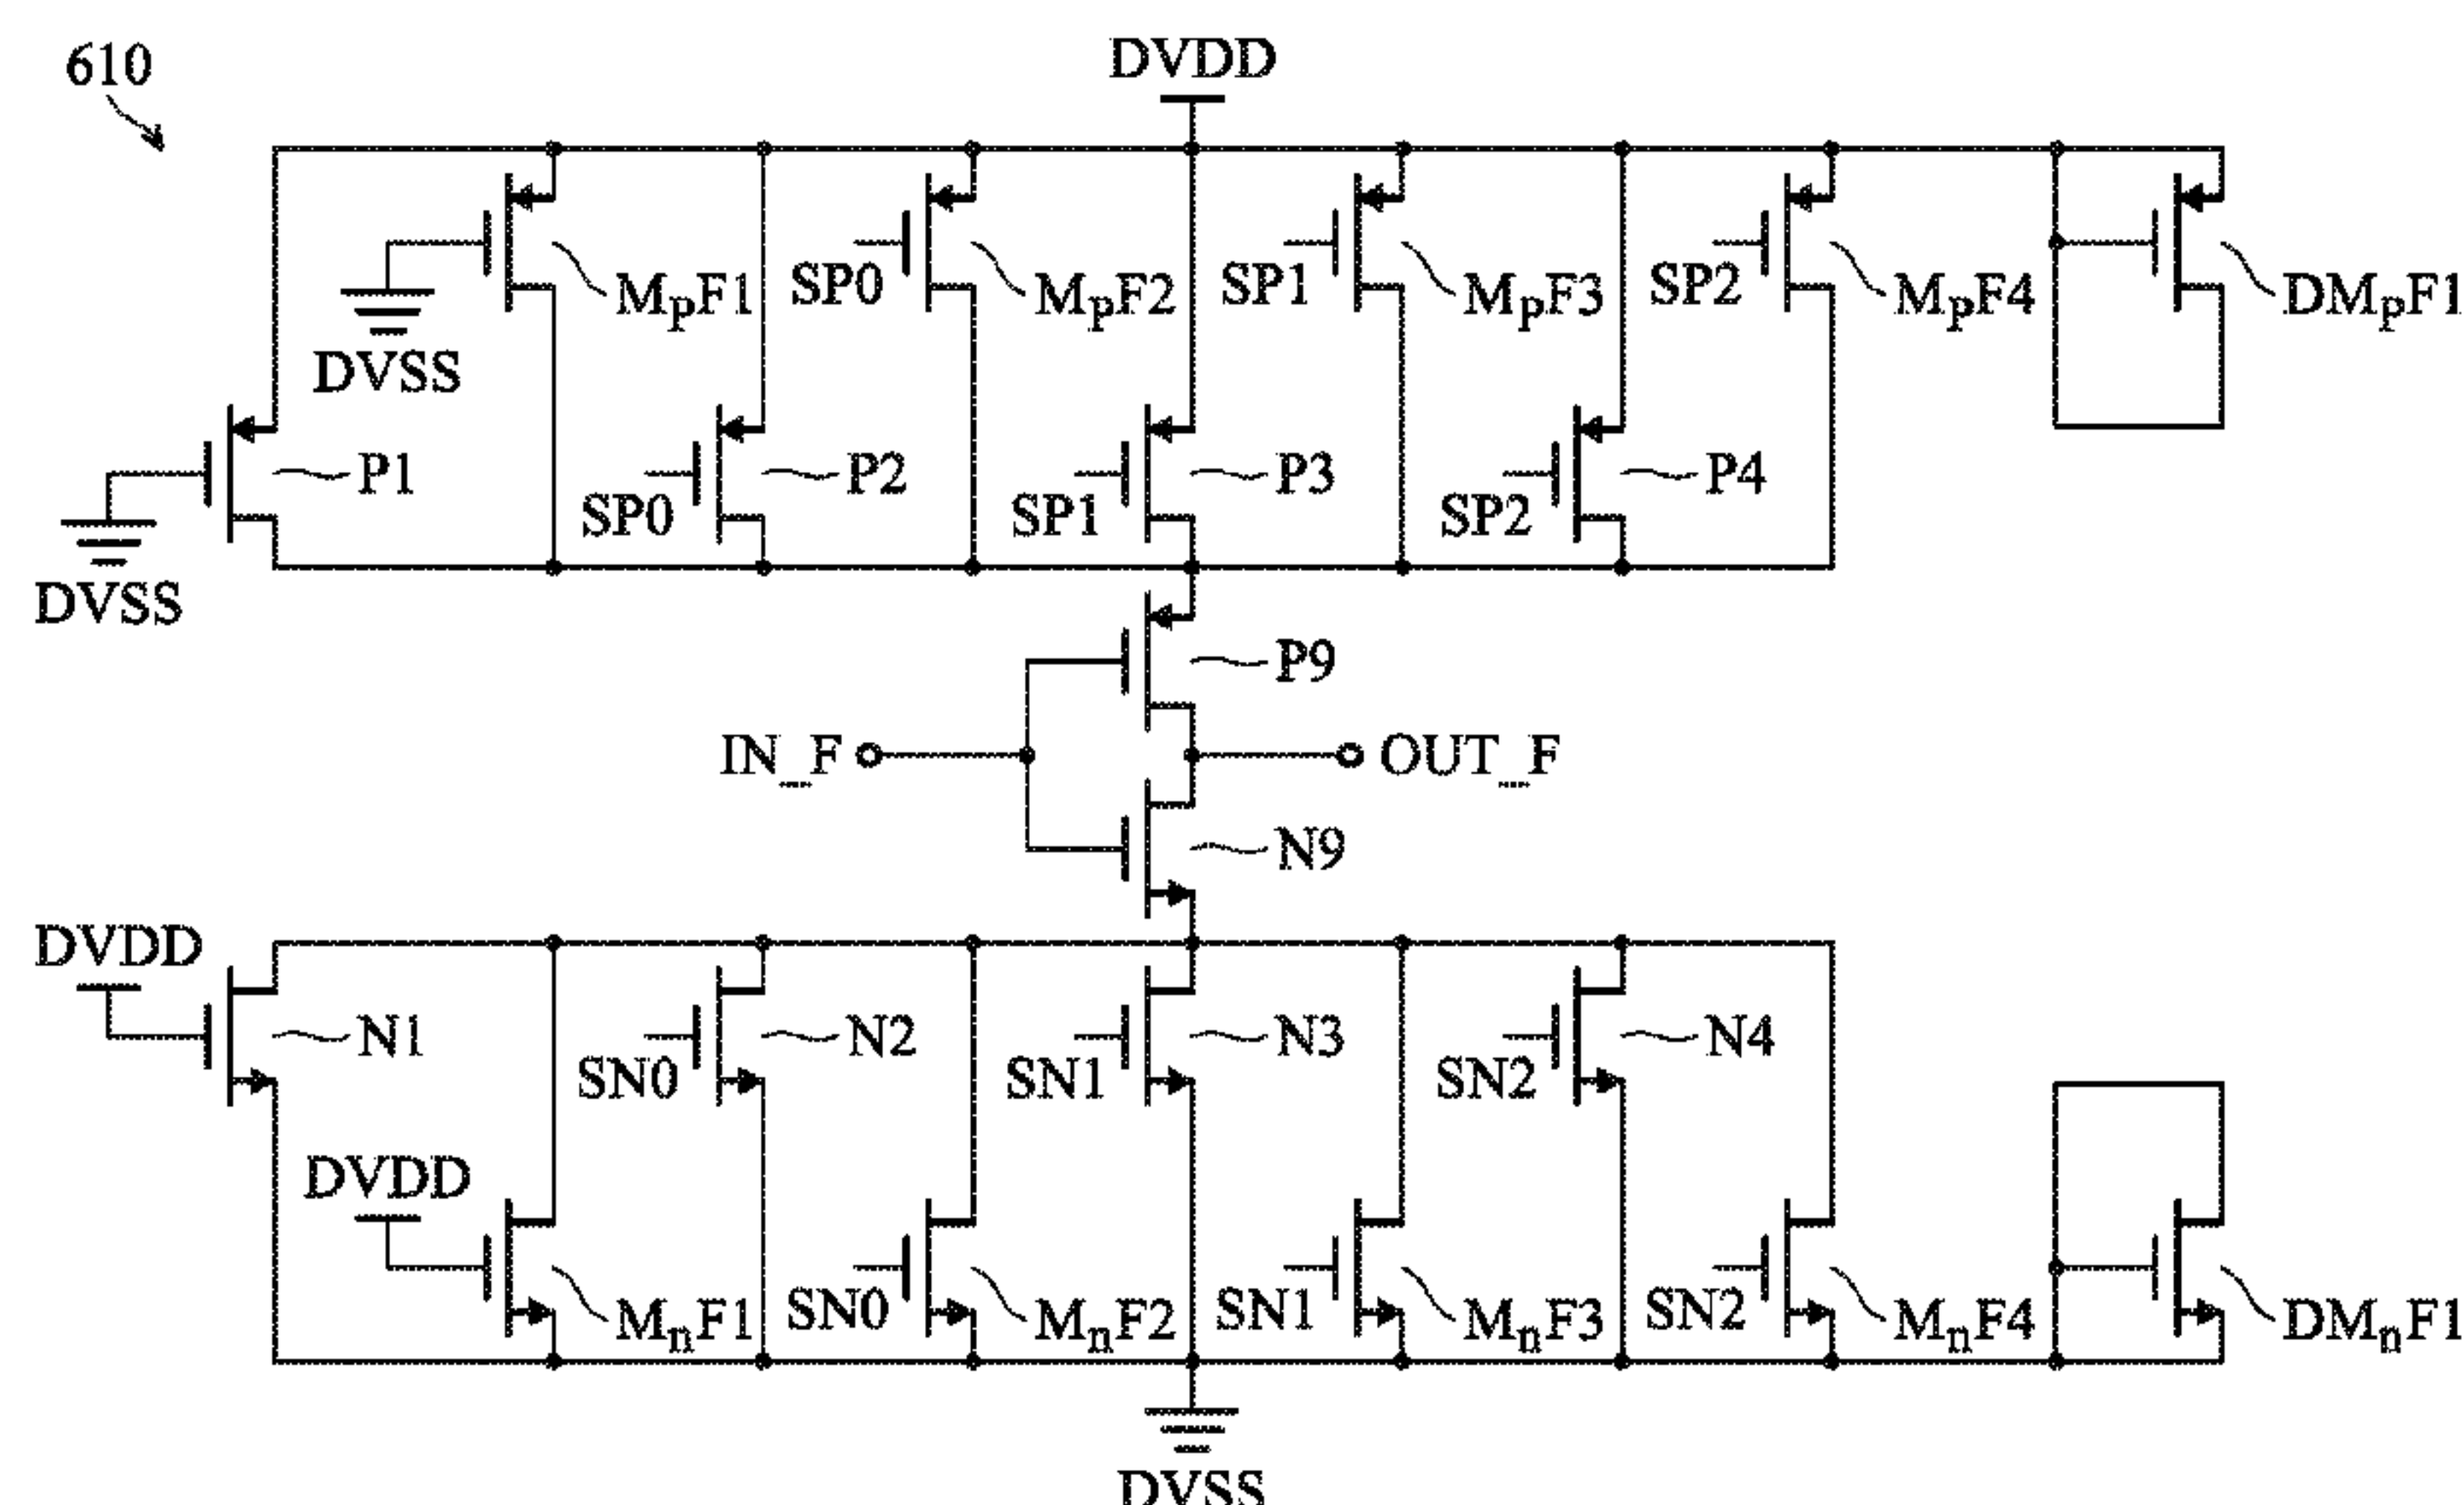 610
DVDD
SP0
MpF1
SP0
MpF2
SP1
MpF3
SP2
MpF4
DMpF1
DVSS
P1
SP0
P2
SP1
P3
SP2
P4
DVSS
P9
IN_F
OUT_F
N9
DVDD
N1
SN0
N2
SN1
N3
SN2
N4
DVDD
MnF1
SN0
MnF2
SN1
MnF3
SN2
MnF4
DMnF1
DVSS